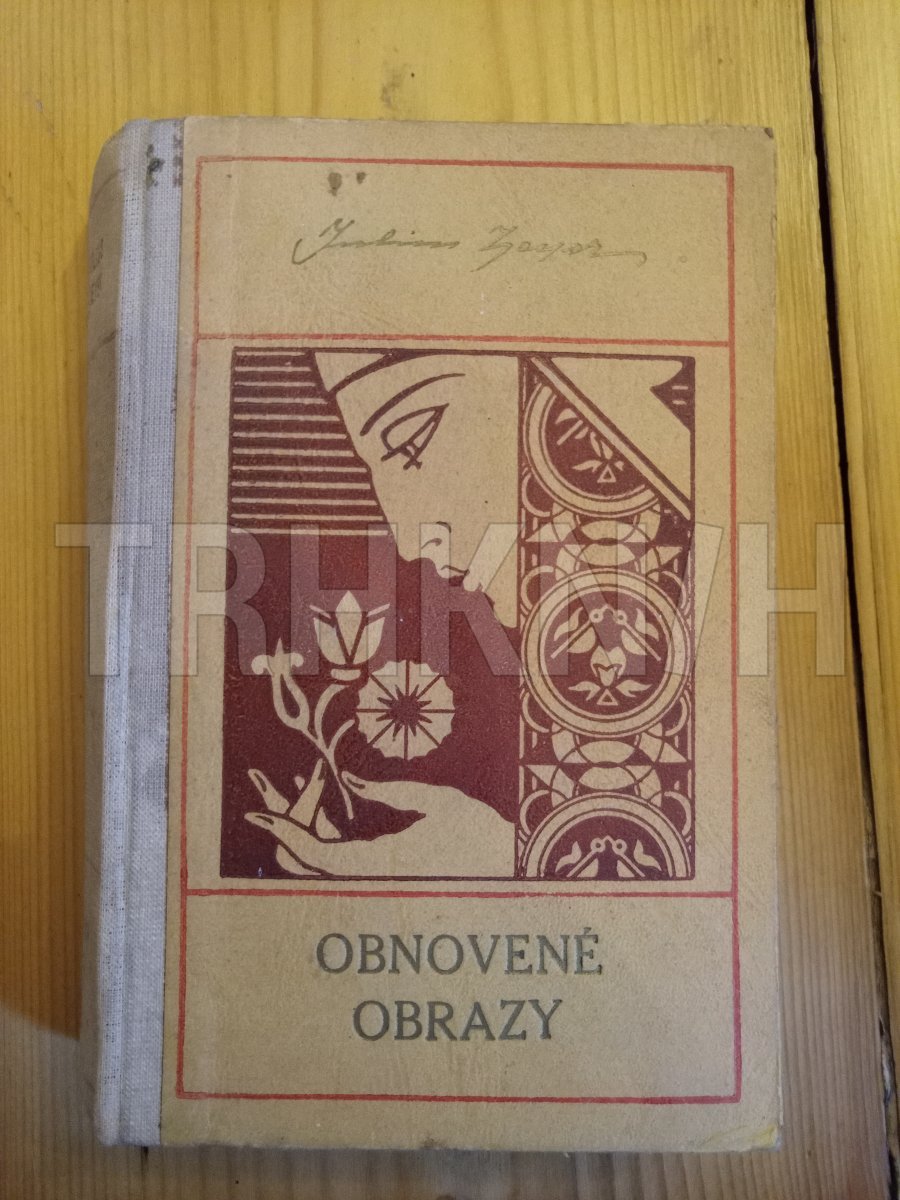 Julius Zeyer
OBNOVENÉ
OBRAZY
TRHKNIH